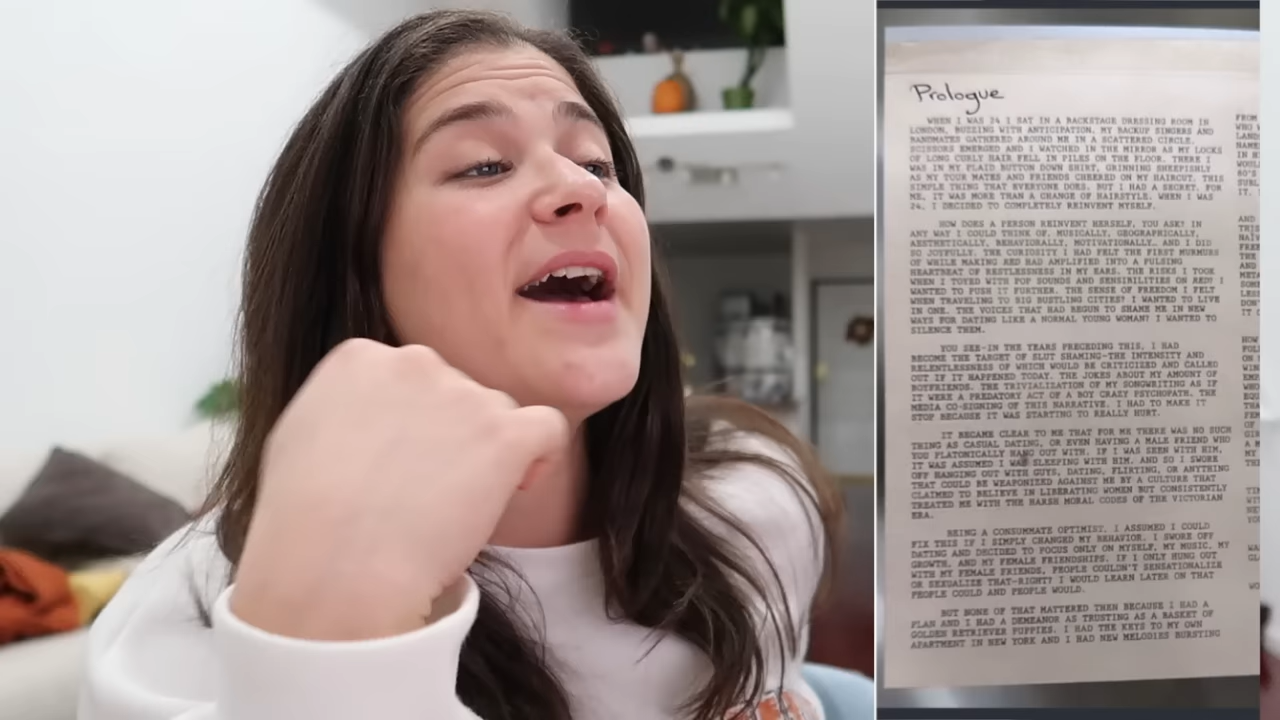 Prologue
WHEN I WAS 24 I SAT IN A BACKSTAGE DRESSING ROOM IN
LONDON, BUZZING WITH ANTICIPATION. MY BACKUP SINGERS AND
BANDMATES GATHERED AROUND ME IN A SCATTERED CIRCLE.
SCISSORS EMERGED AND I WATCHED IN THE MIRROR AS MY LOCKS
OF LONG CURLY HAIR FELL IN PILES ON THE FLOOR. THERE I
WAS IN MY PLAID BUTTON DOWN SHIRT, GRINNING SHEEPISHLY
AS MY TOUR MATES AND FRIENDS CHEERED ON MY HAIRCUT. THIS
SIMPLE THING THAT EVERYONE DOES. BUT I HAD A SECRET. FOR
ME, IT WAS MORE THAN A CHANGE OF HAIRSTYLE. WHEN I WAS
24, I DECIDED TO COMPLETELY REINVENT MYSELF.
HOW DOES A PERSON REINVENT HERSELF, YOU ASK? IN
ANY WAY I COULD THINK OF. MUSICALLY, GEOGRAPHICALLY,
AESTHETICALLY, BEHAVIORALLY, MOTIVATIONALLY… AND I DID
SO JOYFULLY. THE CURIOSITY I HAD FELT THE FIRST MURMURS
OF WHILE MAKING RED HAD AMPLIFIED INTO A PULSING
HEARTBEAT OF RESTLESSNESS IN MY EARS. THE RISKS I TOOK
WHEN I TOYED WITH POP SOUNDS AND SENSIBILITIES ON RED? I
WANTED TO PUSH IT FURTHER. THE SENSE OF FREEDOM I FELT
WHEN TRAVELING TO BIG BUSTLING CITIES? I WANTED TO LIVE
IN ONE. THE VOICES THAT HAD BEGUN TO SHAME ME IN NEW
WAYS FOR DATING LIKE A NORMAL YOUNG WOMAN? I WANTED TO
SILENCE THEM.
YOU SEE-IN THE YEARS PRECEDING THIS, I HAD
BECOME THE TARGET OF SLUT SHAMING-THE INTENSITY AND
RELENTLESSNESS OF WHICH WOULD BE CRITICIZED AND CALLED
OUT IF IT HAPPENED TODAY. THE JOKES ABOUT MY AMOUNT OF
BOYFRIENDS. THE TRIVIALIZATION OF MY SONGWRITING AS IF
IT WERE A PREDATORY ACT OF A BOY CRAZY PSYCHOPATH. THE
MEDIA CO-SIGNING OF THIS NARRATIVE. I HAD TO MAKE IT
STOP BECAUSE IT WAS STARTING TO REALLY HURT.
IT BECAME CLEAR TO ME THAT FOR ME THERE WAS NO SUCH
THING AS CASUAL DATING, OR EVEN HAVING A MALE FRIEND WHO
YOU PLATONICALLY HANG OUT WITH. IF I WAS SEEN WITH HIM,
IT WAS ASSUMED I WAS SLEEPING WITH HIM. AND SO I SWORE
OFF HANGING OUT WITH GUYS, DATING, FLIRTING, OR ANYTHING
THAT COULD BE WEAPONIZED AGAINST ME BY A CULTURE THAT
CLAIMED TO BELIEVE IN LIBERATING WOMEN BUT CONSISTENTLY
TREATED ME WITH THE HARSH MORAL CODES OF THE VICTORIAN
ERA.
BEING A CONSUMMATE OPTIMIST, I ASSUMED I COULD
FIX THIS IF I SIMPLY CHANGED MY BEHAVIOR. I SWORE OFF
DATING AND DECIDED TO FOCUS ONLY ON MYSELF, MY MUSIC, MY
GROWTH, AND MY FEMALE FRIENDSHIPS. IF I ONLY HUNG OUT
WITH MY FEMALE FRIENDS, PEOPLE COULDN'T SENSATIONALIZE
OR SEXUALIZE THAT-RIGHT? I WOULD LEARN LATER ON THAT
PEOPLE COULD AND PEOPLE WOULD.
BUT NONE OF THAT MATTERED THEN BECAUSE I HAD A
PLAN AND I HAD A DEMEANOR AS TRUSTING AS A BASKET OF
GOLDEN RETRIEVER PUPPIES. I HAD THE KEYS TO MY OWN
APARTMENT IN NEW YORK AND I HAD NEW MELODIES BURSTING
FROM
WHO